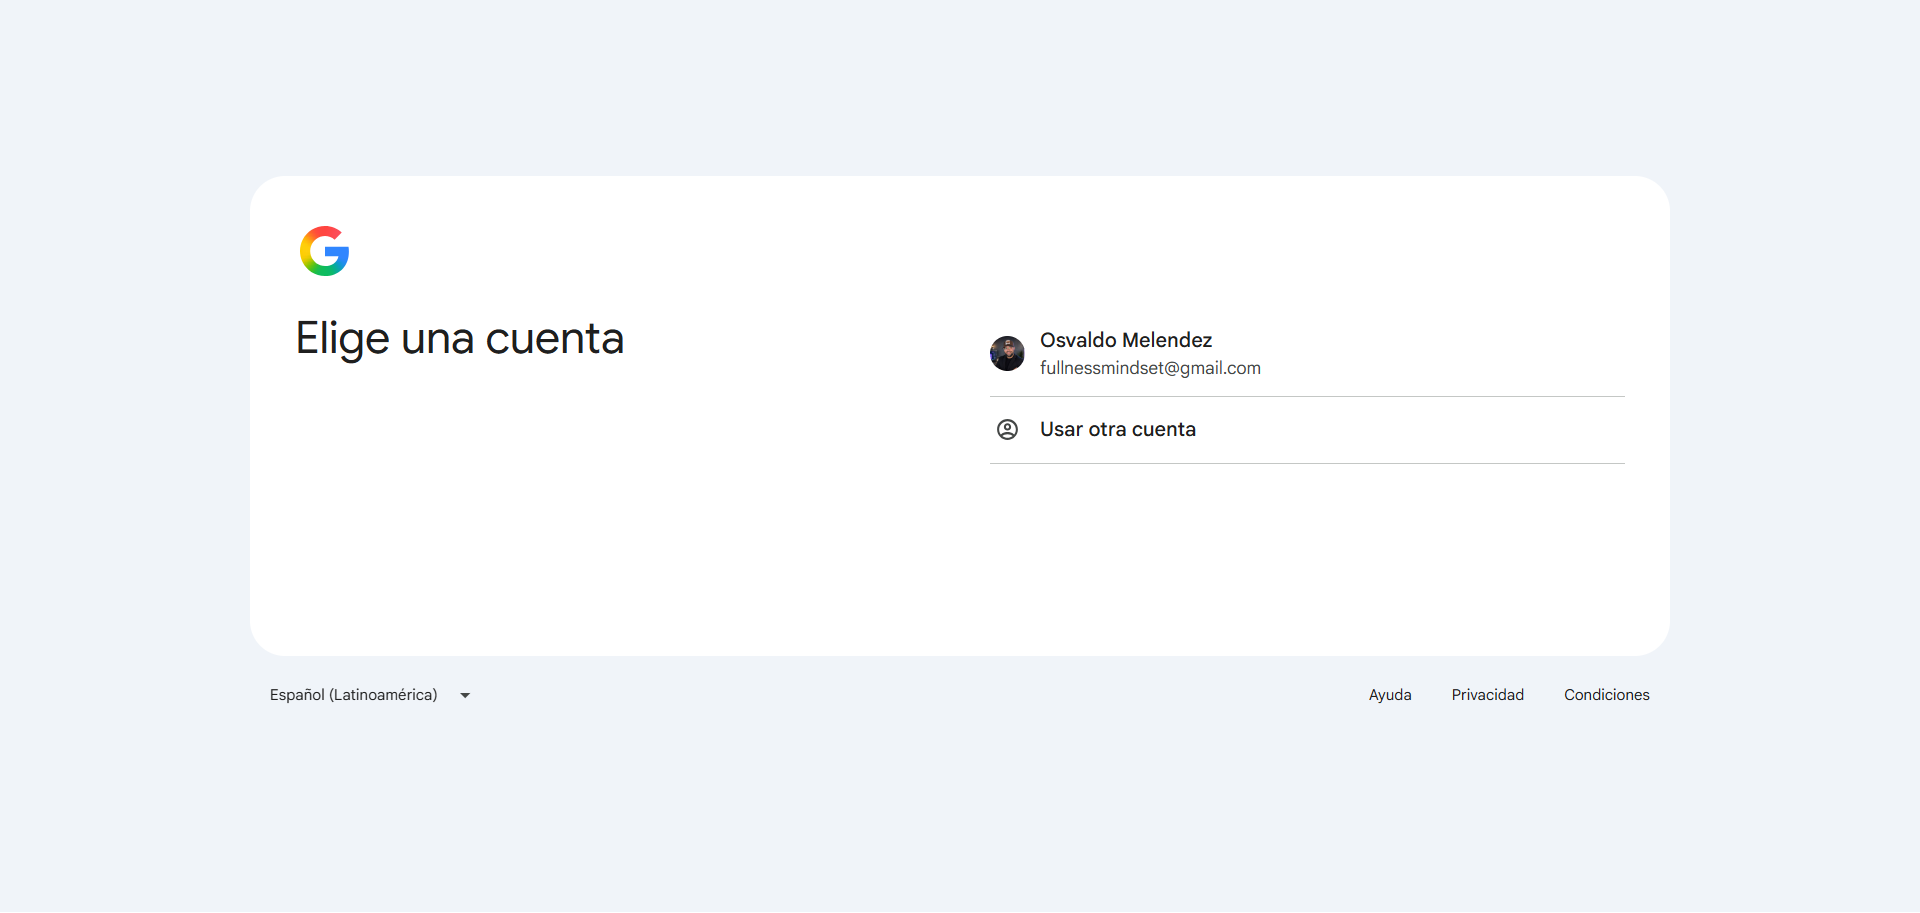 Elige una cuenta
Osvaldo Melendez
fullnessmindset@gmail.com
Usar otra cuenta
Español (Latinoamérica)
Ayuda
Privacidad
Condiciones